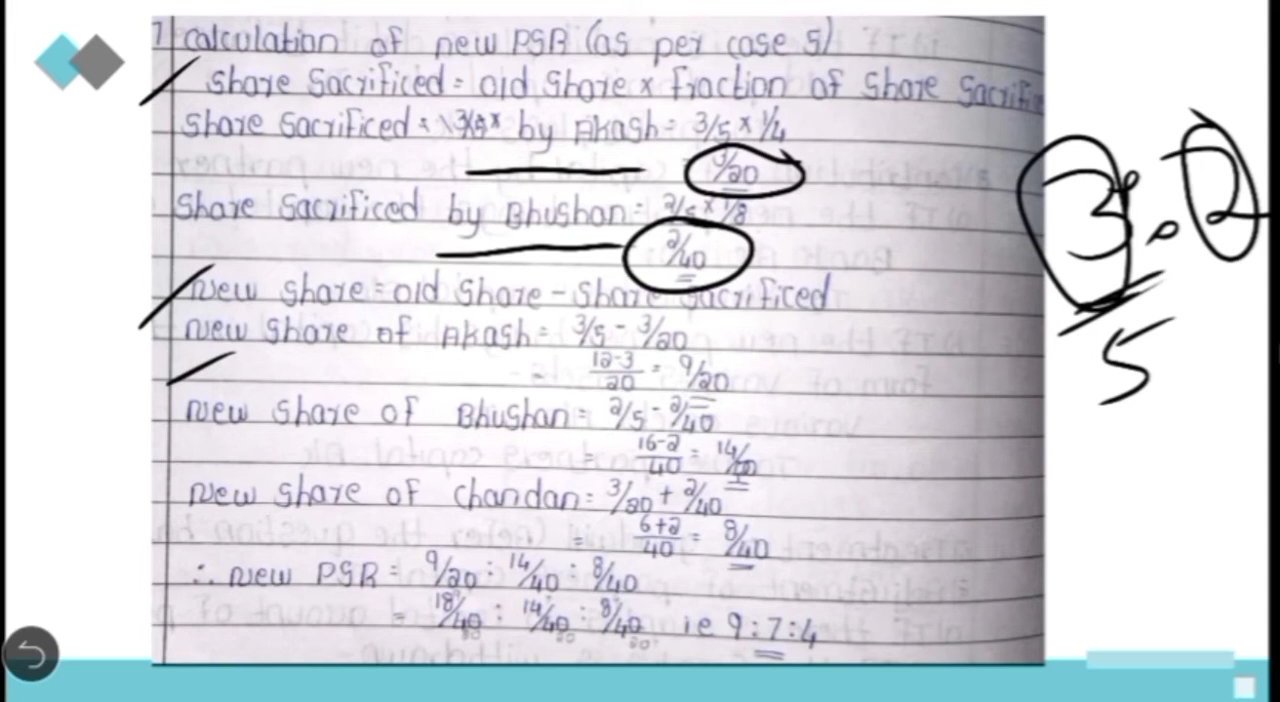 7 Calculation of new PSR (as per case 5)
Share Sacrificed = old Share x fraction of Share Sacrifice
Share Sacrificed = by Akash = 3/5 x 1/4
3/20
Share Sacrificed by Bhushan = 2/5 x 1/8
2/40
New Share = old Share - Share Sacrificed
New Share of Akash = 3/5 - 3/20
= 12-3/20 = 9/20
New Share of Bhushan = 2/5 - 2/40
= 16-2/40 = 14/40
New Share of Chandan = 3/20 + 2/40
= 6+2/40 = 8/40
∴ New PSR = 9/20 : 14/40 : 8/40
= 18/40 : 14/40 : 8/40 ie 9:7:4
3:2
5